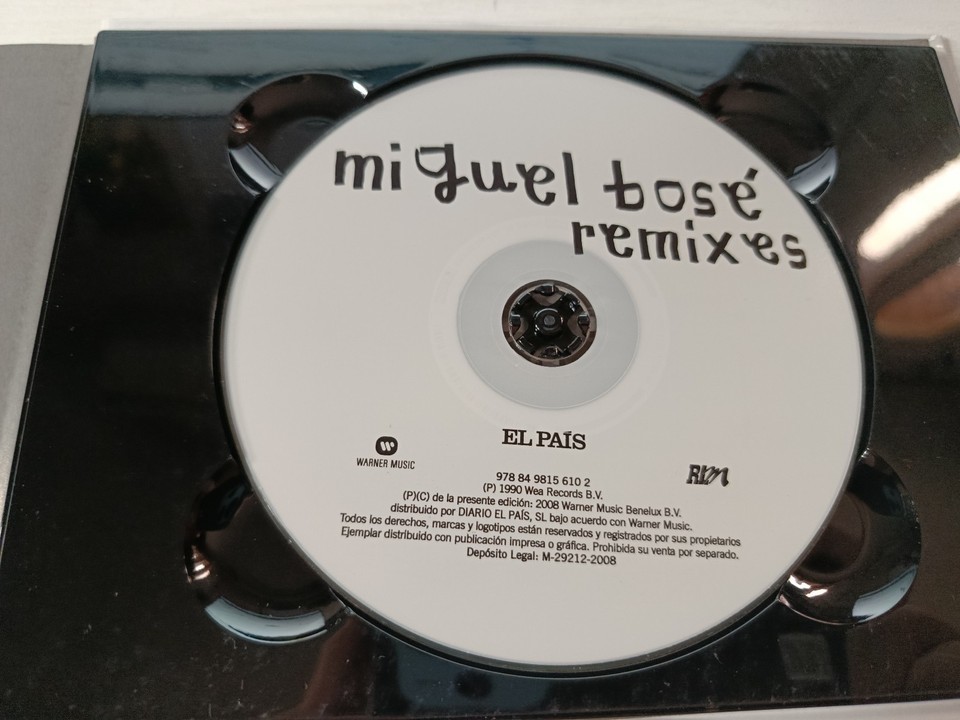 miguel bosé
remixes
EL PAÍS
WARNER MUSIC
RLM
978 84 9815 610 2
(P) 1990 Wea Records B.V.
(P)(C) de la presente edición: 2008 Warner Music Benelux B.V.
distribuido por DIARIO EL PAÍS, SL bajo acuerdo con Warner Music.
Todos los derechos, marcas y logotipos están reservados y registrados por sus propietarios
Ejemplar distribuido con publicación impresa o gráfica. Prohibida su venta por separado.
Depósito Legal: M-29212-2008